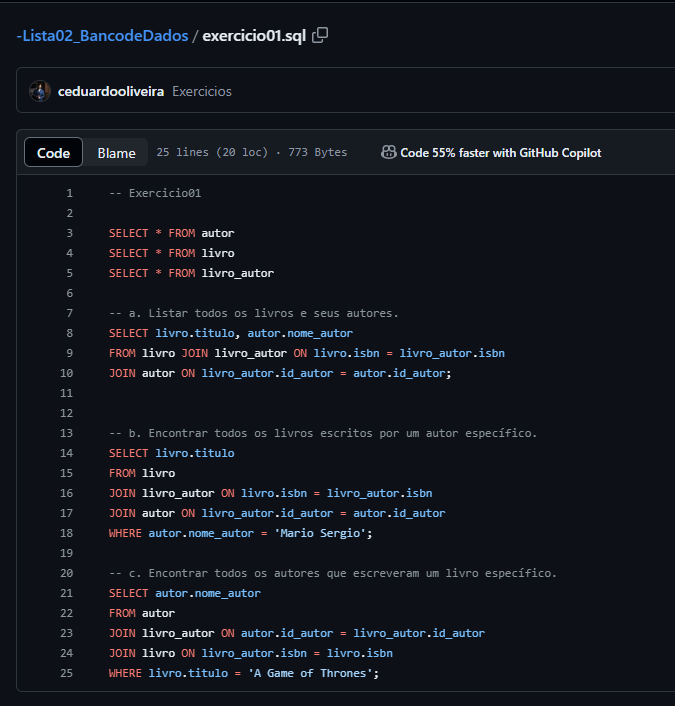 -Lista02_BancodeDados / exercicio01.sql
ceduardooliveira Exercicios
Code Blame 25 lines (20 loc) · 773 Bytes Code 55% faster with GitHub Copilot
1 -- Exercicio01
2
3 SELECT * FROM autor
4 SELECT * FROM livro
5 SELECT * FROM livro_autor
6
7 -- a. Listar todos os livros e seus autores.
8 SELECT livro.titulo, autor.nome_autor
9 FROM livro JOIN livro_autor ON livro.isbn = livro_autor.isbn
10 JOIN autor ON livro_autor.id_autor = autor.id_autor;
11
12
13 -- b. Encontrar todos os livros escritos por um autor específico.
14 SELECT livro.titulo
15 FROM livro
16 JOIN livro_autor ON livro.isbn = livro_autor.isbn
17 JOIN autor ON livro_autor.id_autor = autor.id_autor
18 WHERE autor.nome_autor = 'Mario Sergio';
19
20 -- c. Encontrar todos os autores que escreveram um livro específico.
21 SELECT autor.nome_autor
22 FROM autor
23 JOIN livro_autor ON autor.id_autor = livro_autor.id_autor
24 JOIN livro ON livro_autor.isbn = livro.isbn
25 WHERE livro.titulo = 'A Game of Thrones';